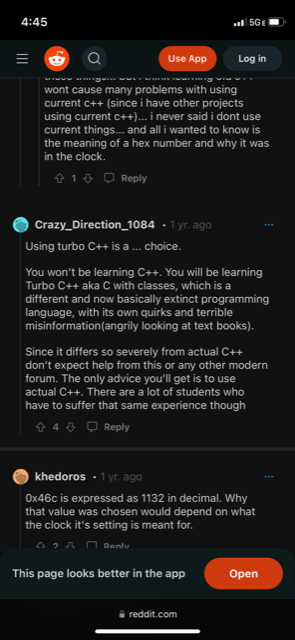 4:45
5G E
Use App
Log in
wont cause many problems with using
current c++ (since i have other projects
using current c++)... i never said i dont use
current things... and all i wanted to know is
the meaning of a hex number and why it was
in the clock.
1 Reply
Crazy_Direction_1084 • 1 yr. ago ...
Using turbo C++ is a ... choice.
You won't be learning C++. You will be learning
Turbo C++ aka C with classes, which is a
different and now basically extinct programming
language, with its own quirks and terrible
misinformation(angrily looking at text books).
Since it differs so severely from actual C++
don't expect help from this or any other modern
forum. The only advice you'll get is to use
actual C++. There are a lot of students who
have to suffer that same experience though
4 Reply
khedoros • 1 yr. ago ...
0x46c is expressed as 1132 in decimal. Why
that value was chosen would depend on what
the clock it's setting is meant for.
2 Reply
This page looks better in the app
Open
reddit.com